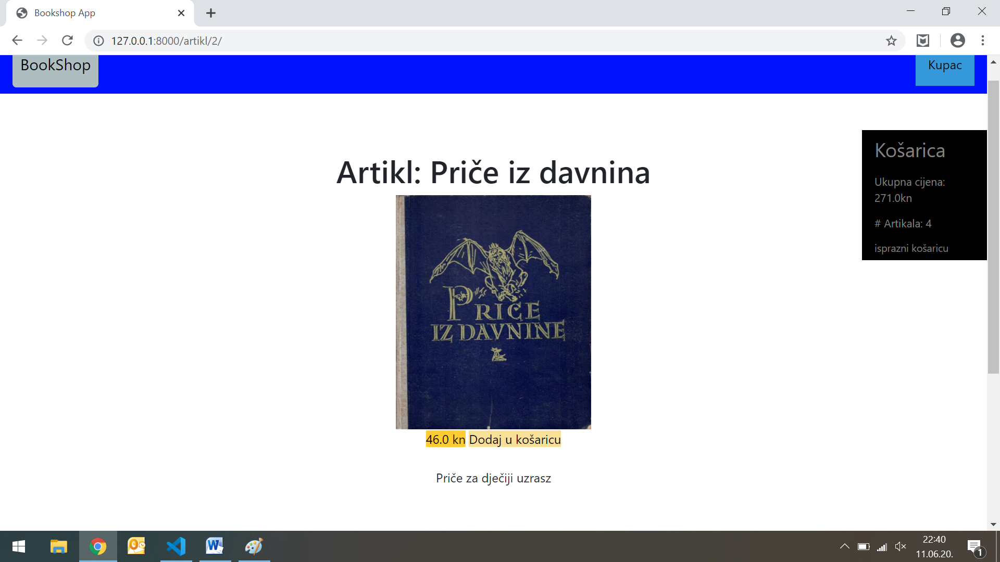 Bookshop App
127.0.0.1:8000/artikl/2/
BookShop
Kupac
Košarica
Ukupna cijena:
271.0kn
# Artikala: 4
isprazni košaricu
Artikl: Priče iz davnina
PRIČE
IZ DAVNINE
46.0 kn Dodaj u košaricu
Priče za dječiji uzrasz
22:40
11.06.20.
1